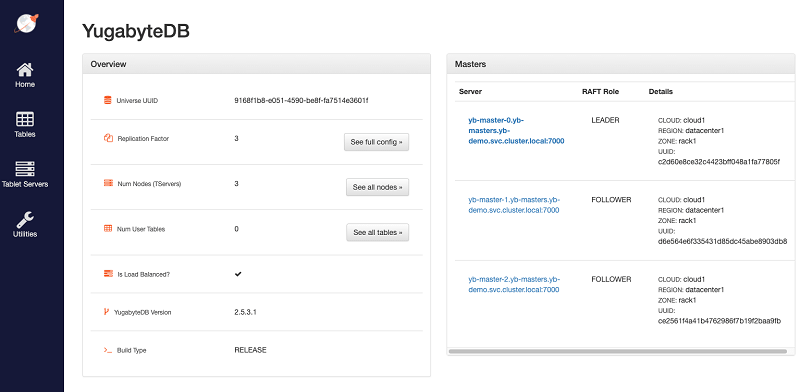 YugabyteDB
Home
Tables
Tablet Servers
Utilities
Overview
Universe UUID 9168f1b8-e051-4590-be8f-fa7514e3601f
Replication Factor 3 See full config »
Num Nodes (TServers) 3 See all nodes »
Num User Tables 0 See all tables »
Is Load Balanced? ✔
YugabyteDB Version 2.5.3.1
Build Type RELEASE
Masters
Server RAFT Role Details
yb-master-0.yb-
masters.yb-
demo.svc.cluster.local:7000
LEADER
CLOUD: cloud1
REGION: datacenter1
ZONE: rack1
UUID:
c2d60e8ce32c4423bff048a1fa77805f
yb-master-1.yb-masters.yb-
demo.svc.cluster.local:7000
FOLLOWER
CLOUD: cloud1
REGION: datacenter1
ZONE: rack1
UUID:
d6e564e6f335431d85dc45abe8903db8
yb-master-2.yb-masters.yb-
demo.svc.cluster.local:7000
FOLLOWER
CLOUD: cloud1
REGION: datacenter1
ZONE: rack1
UUID:
ce2561f4a41b4762986f7b19f2baa9fb